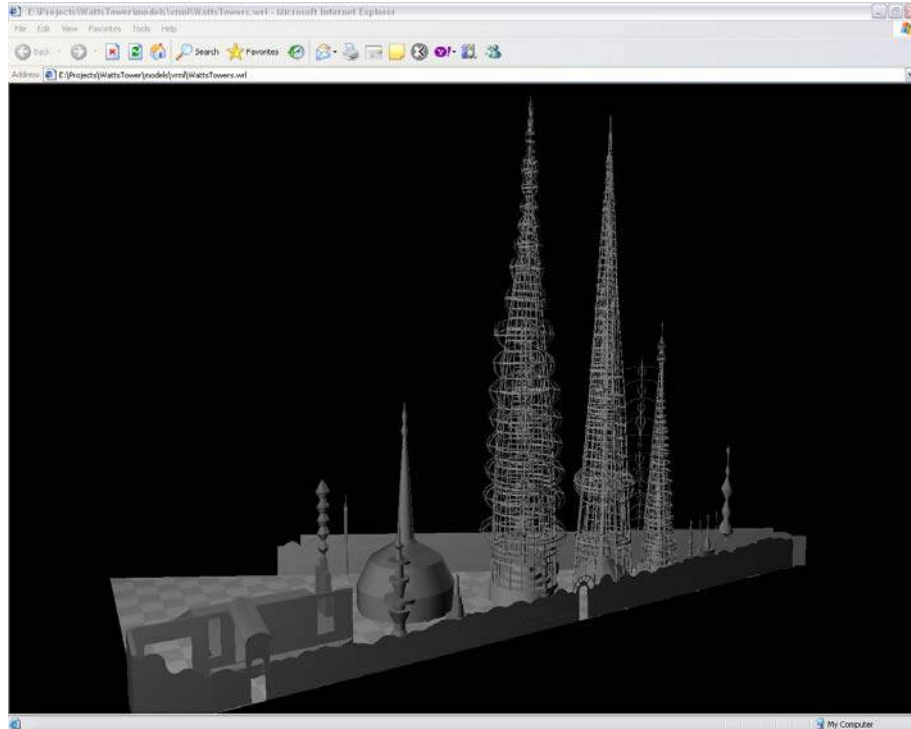 E:\Projects\WattsTower\models\vrml\WattsTowers.wrl - Microsoft Internet Explorer
File Edit View Favorites Tools Help
Back Search Favorites
Address E:\Projects\WattsTower\models\vrml\WattsTowers.wrl
My Computer